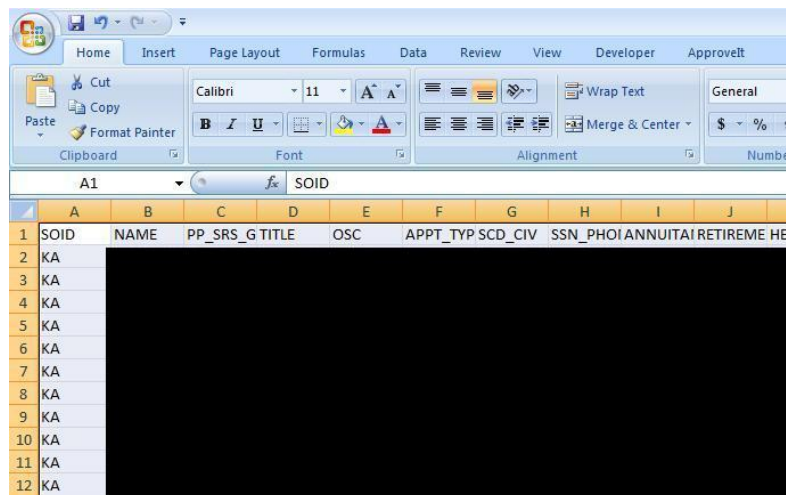 Home Insert Page Layout Formulas Data Review View Developer ApproveIt
Cut
Copy
Format Painter
Paste
Calibri 11 A A
B I U A
Wrap Text
Merge & Center
General
$ %
Clipboard Font Alignment Numbe
A1 fx SOID
A B C D E F G H I J
1 SOID NAME PP_SRS_G TITLE OSC APPT_TYP SCD_CIV SSN_PHOI ANNUITAI RETIREME HE
2 KA
3 KA
4 KA
5 KA
6 KA
7 KA
8 KA
9 KA
10 KA
11 KA
12 KA